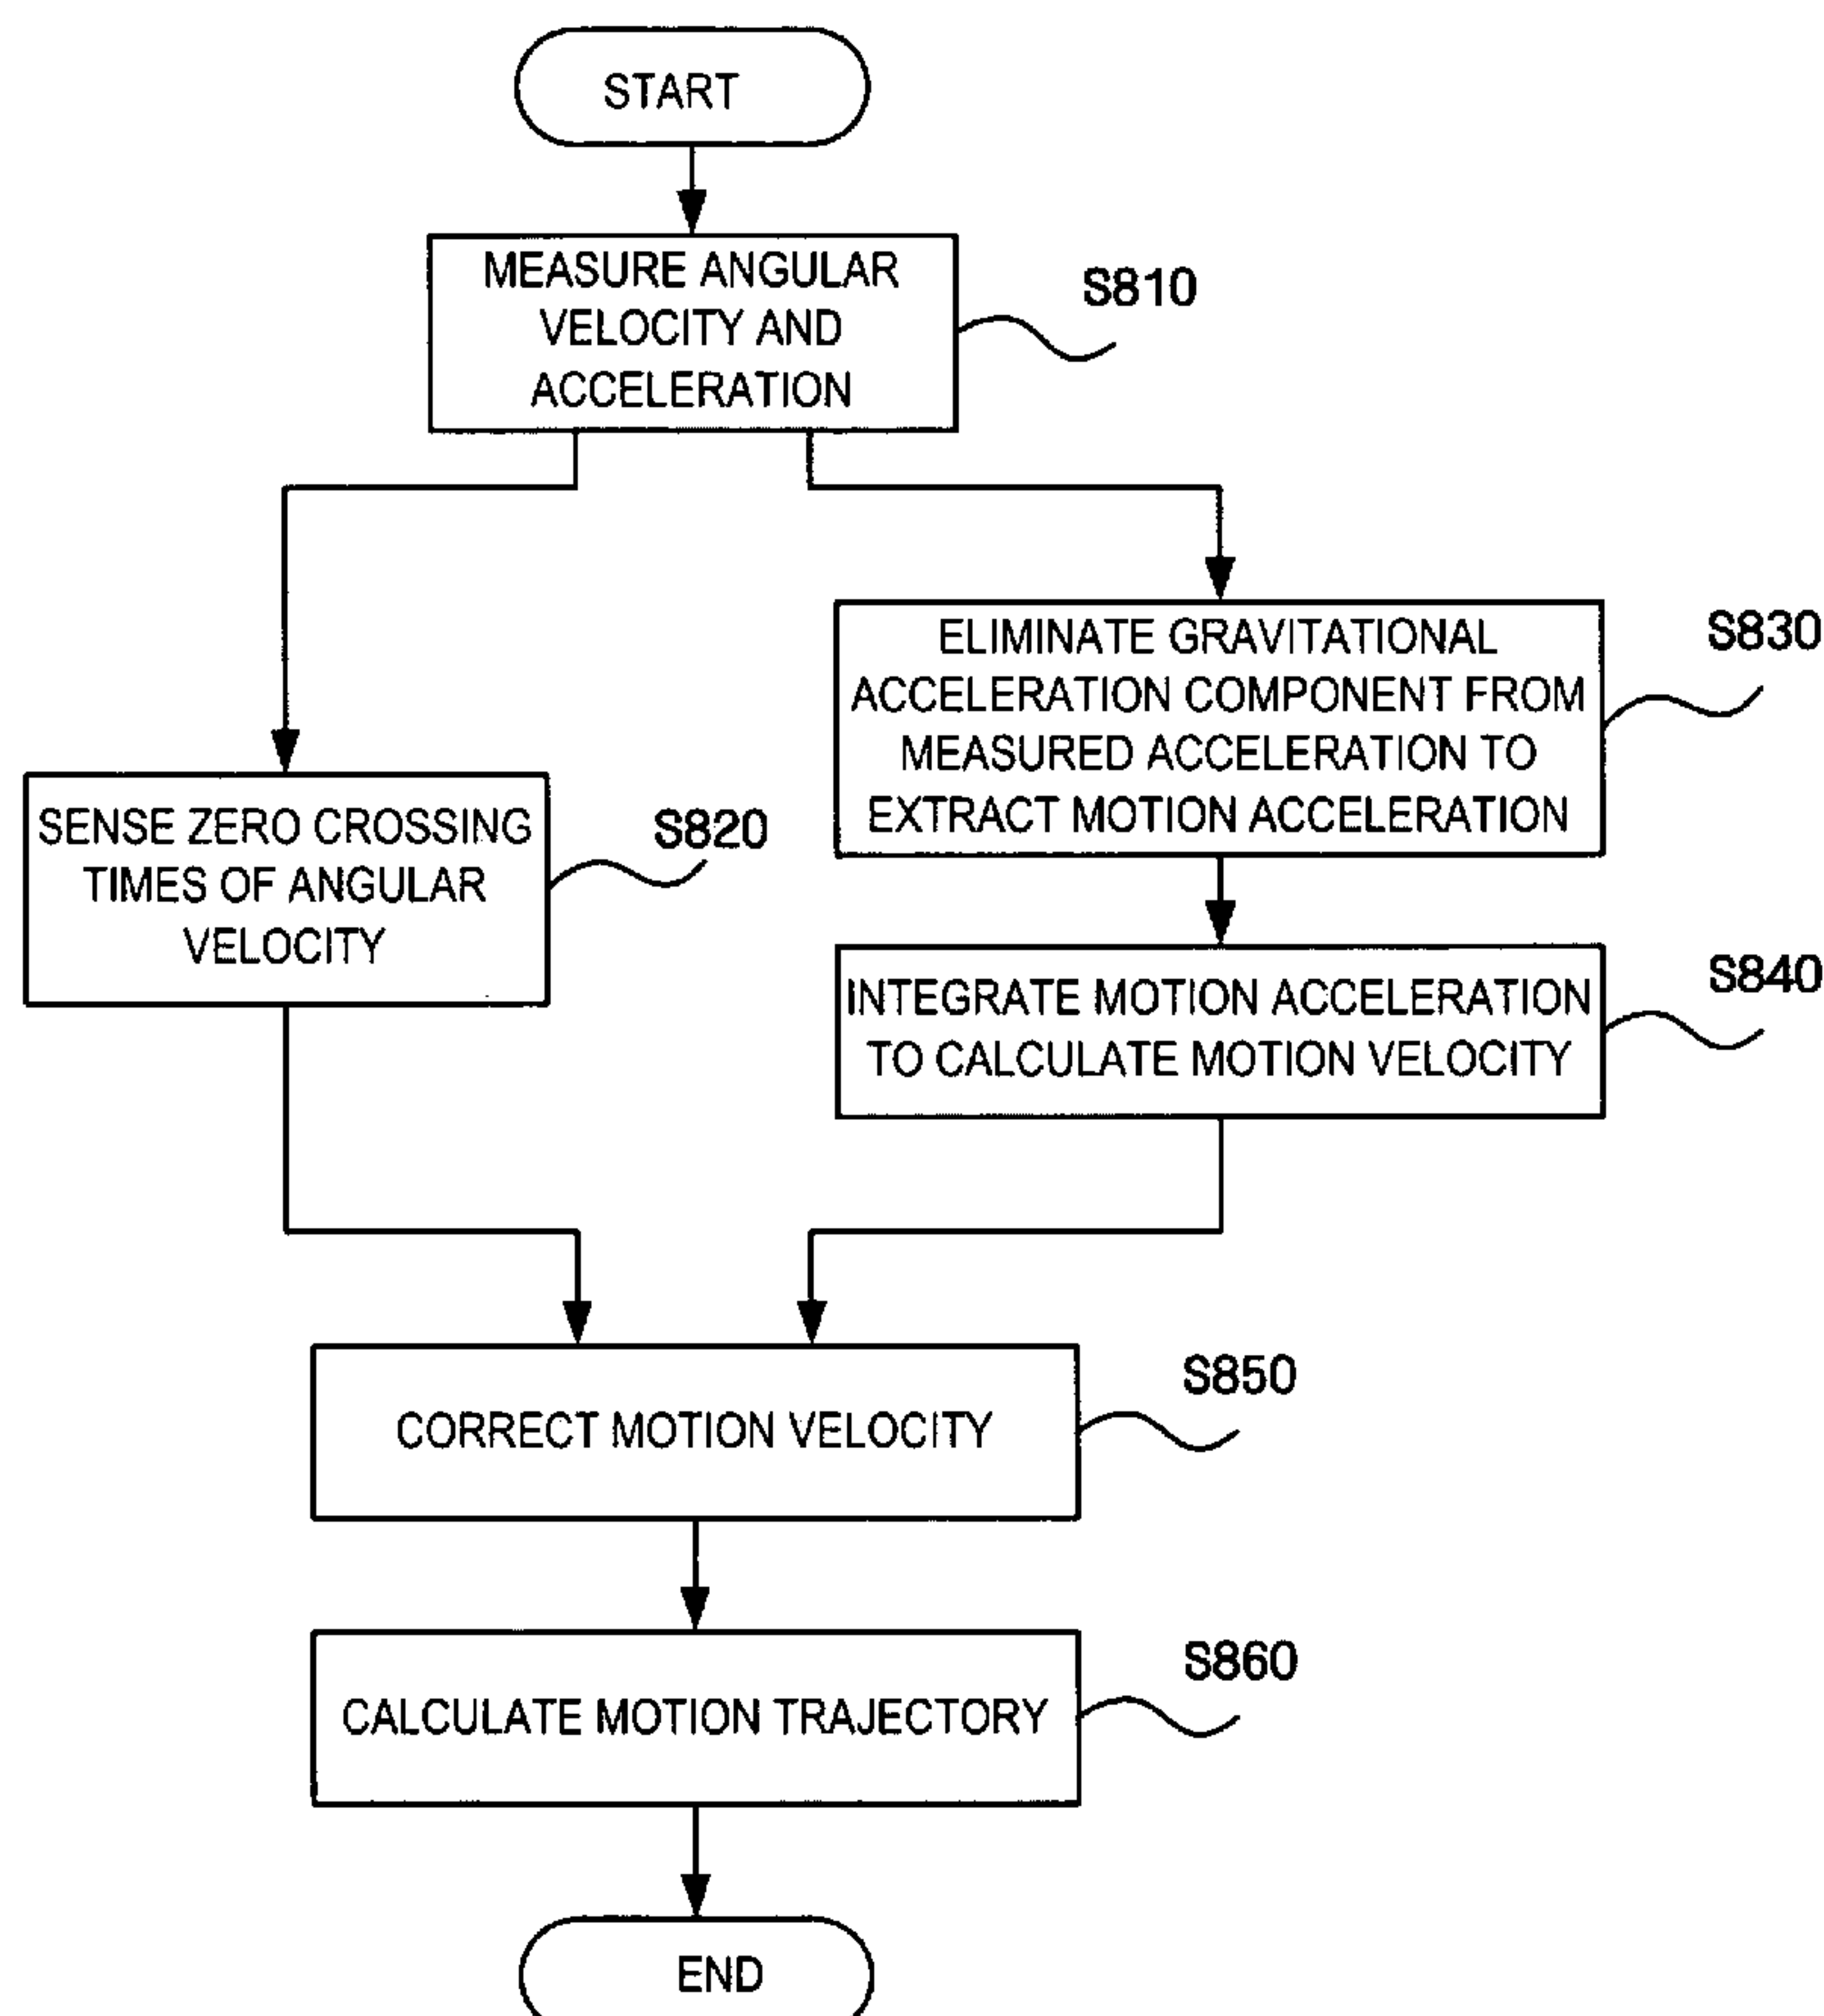 START
MEASURE ANGULAR
VELOCITY AND
ACCELERATION
S810
ELIMINATE GRAVITATIONAL
ACCELERATION COMPONENT FROM
MEASURED ACCELERATION TO
EXTRACT MOTION ACCELERATION
S830
SENSE ZERO CROSSING
TIMES OF ANGULAR
VELOCITY
S820
INTEGRATE MOTION ACCELERATION
TO CALCULATE MOTION VELOCITY
S840
CORRECT MOTION VELOCITY
S850
CALCULATE MOTION TRAJECTORY
S860
END